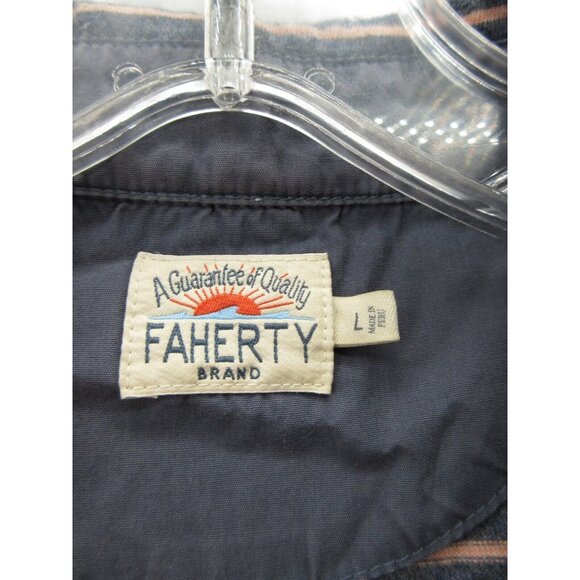 A Guarantee of Quality
FAHERTY
BRAND
L
MADE IN
PERU